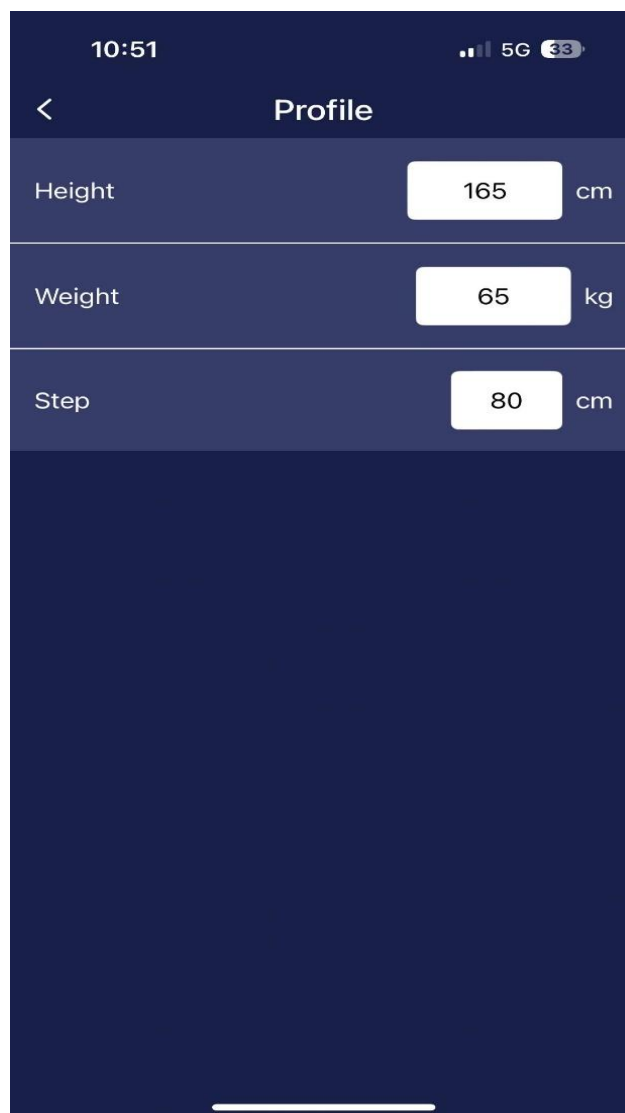 10:51 5G 33
< Profile
Height 165 cm
Weight 65 kg
Step 80 cm